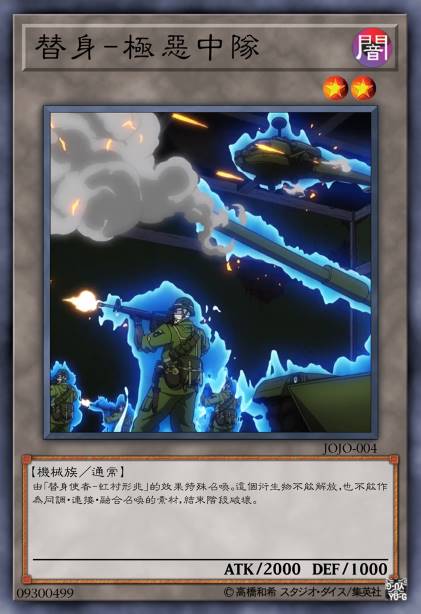 替身-極惡中隊
闇
JOJO-004
【機械族／通常】
由「替身使者-虹村形兆」的效果特殊召喚。這個衍生物不能解放,也不能作
為同調・連接・融合召喚的素材,結束階段破壞。
ATK/2000 DEF/1000
09300499
©高橋和希 スタジオ・ダイス/集英社